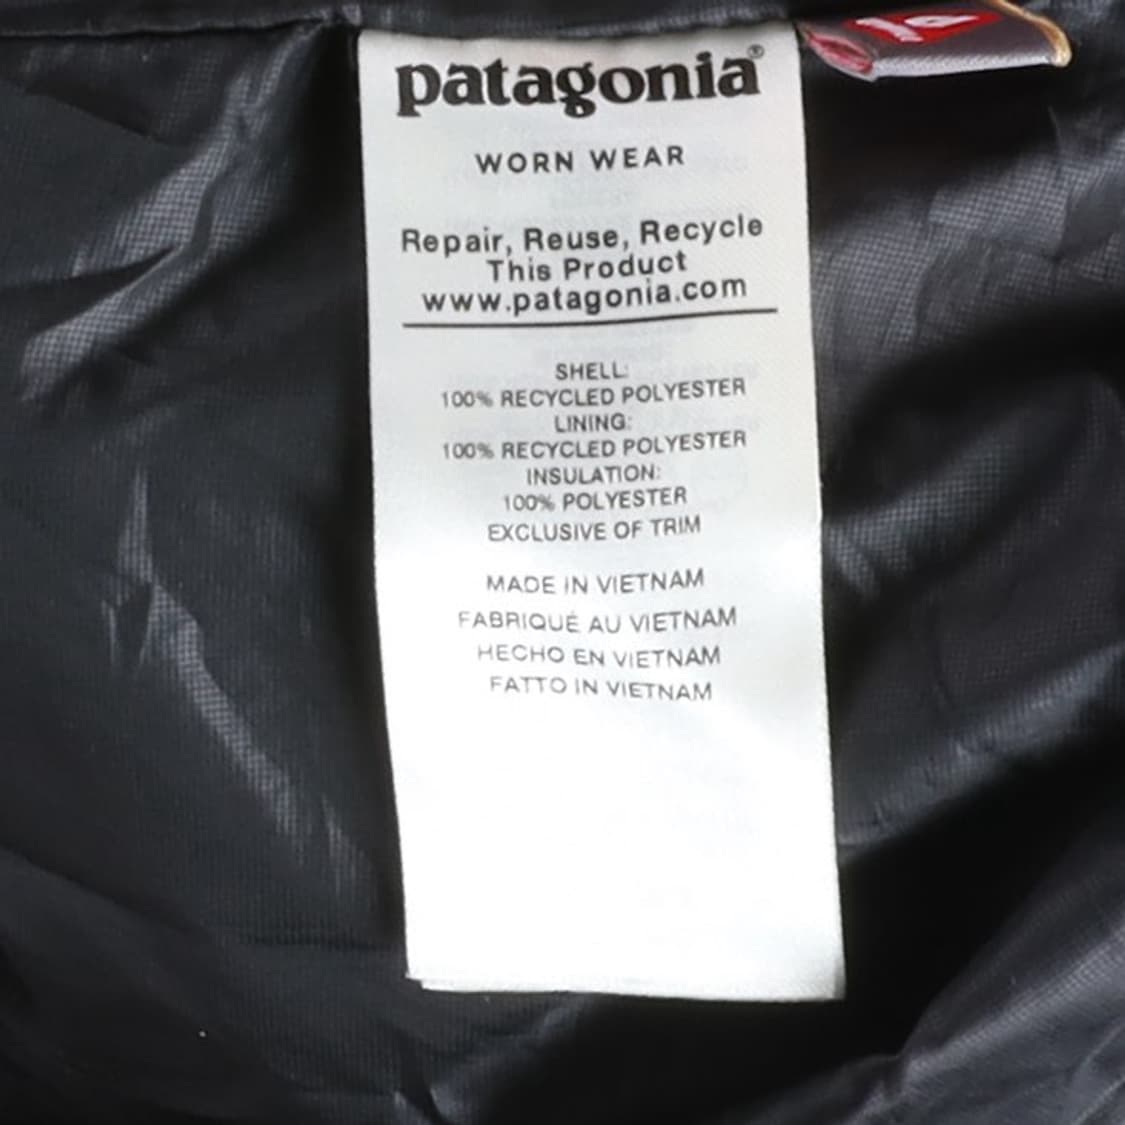 patagonia®
WORN WEAR
Repair, Reuse, Recycle
This Product
www.patagonia.com
SHELL:
100% RECYCLED POLYESTER
LINING:
100% RECYCLED POLYESTER
INSULATION:
100% POLYESTER
EXCLUSIVE OF TRIM
MADE IN VIETNAM
FABRIQUÉ AU VIETNAM
HECHO EN VIETNAM
FATTO IN VIETNAM